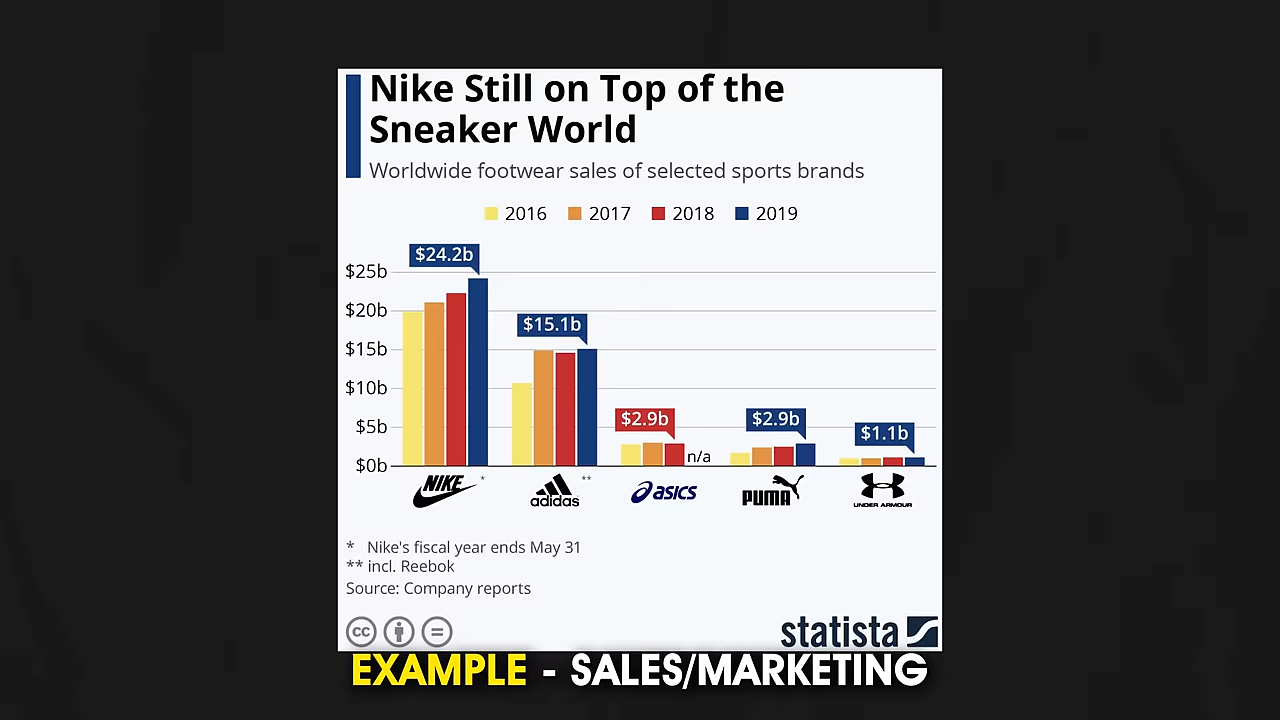 Nike Still on Top of the
Sneaker World
Worldwide footwear sales of selected sports brands
2016 2017 2018 2019
$24.2b
$25b
$20b
$15.1b
$15b
$10b
$2.9b $2.9b
$5b
$1.1b
n/a
$0b
NIKE * adidas ** asics PUMA UNDER ARMOUR
* Nike's fiscal year ends May 31
** incl. Reebok
Source: Company reports
cc = statista
EXAMPLE - SALES/MARKETING